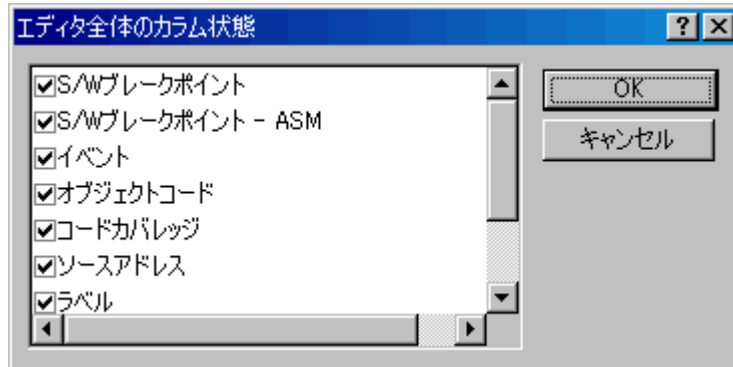 エディタ全体のカラム状態
S/Wブレークポイント
S/Wブレークポイント - ASM
イベント
オブジェクトコード
コードカバレッジ
ソースアドレス
ラベル
OK
キャンセル